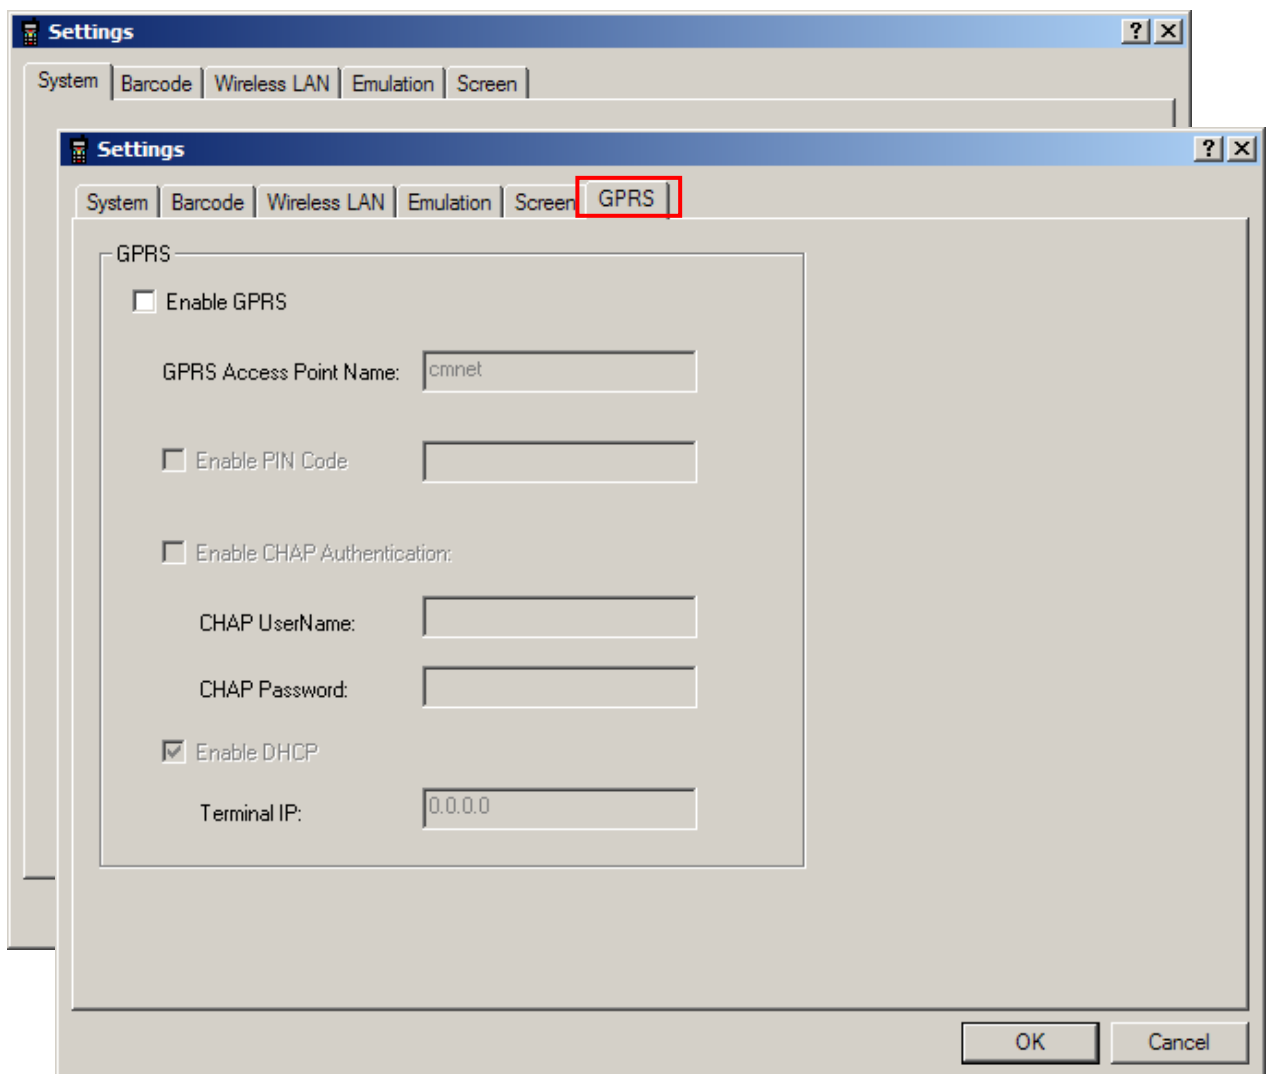 Settings
System Barcode Wireless LAN Emulation Screen
Settings
System Barcode Wireless LAN Emulation Screen GPRS
GPRS
Enable GPRS
GPRS Access Point Name: cmnet
Enable PIN Code
Enable CHAP Authentication:
CHAP UserName:
CHAP Password:
Enable DHCP
Terminal IP: 0.0.0.0
OK Cancel